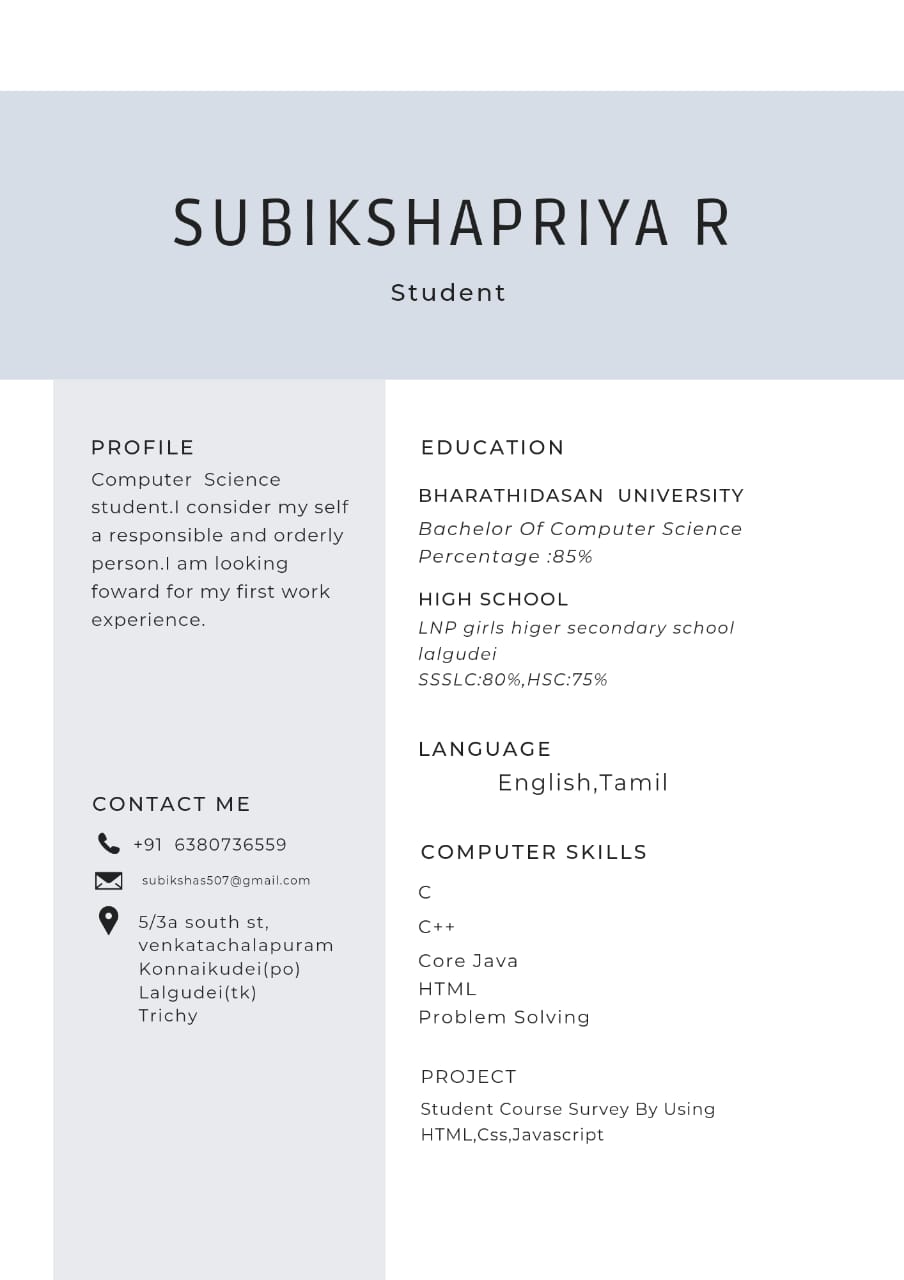 SUBIKSHAPRIYA R
Student
PROFILE
Computer Science
student.I consider my self
a responsible and orderly
person.I am looking
foward for my first work
experience.
CONTACT ME
+91 6380736559
subikshas507@gmail.com
5/3a south st,
venkatachalapuram
Konnaikudei(po)
Lalgudei(tk)
Trichy
EDUCATION
BHARATHIDASAN UNIVERSITY
Bachelor Of Computer Science
Percentage :85%
HIGH SCHOOL
LNP girls higer secondary school
lalgudei
SSSLC:80%,HSC:75%
LANGUAGE
English,Tamil
COMPUTER SKILLS
C
C++
Core Java
HTML
Problem Solving
PROJECT
Student Course Survey By Using
HTML,Css,Javascript